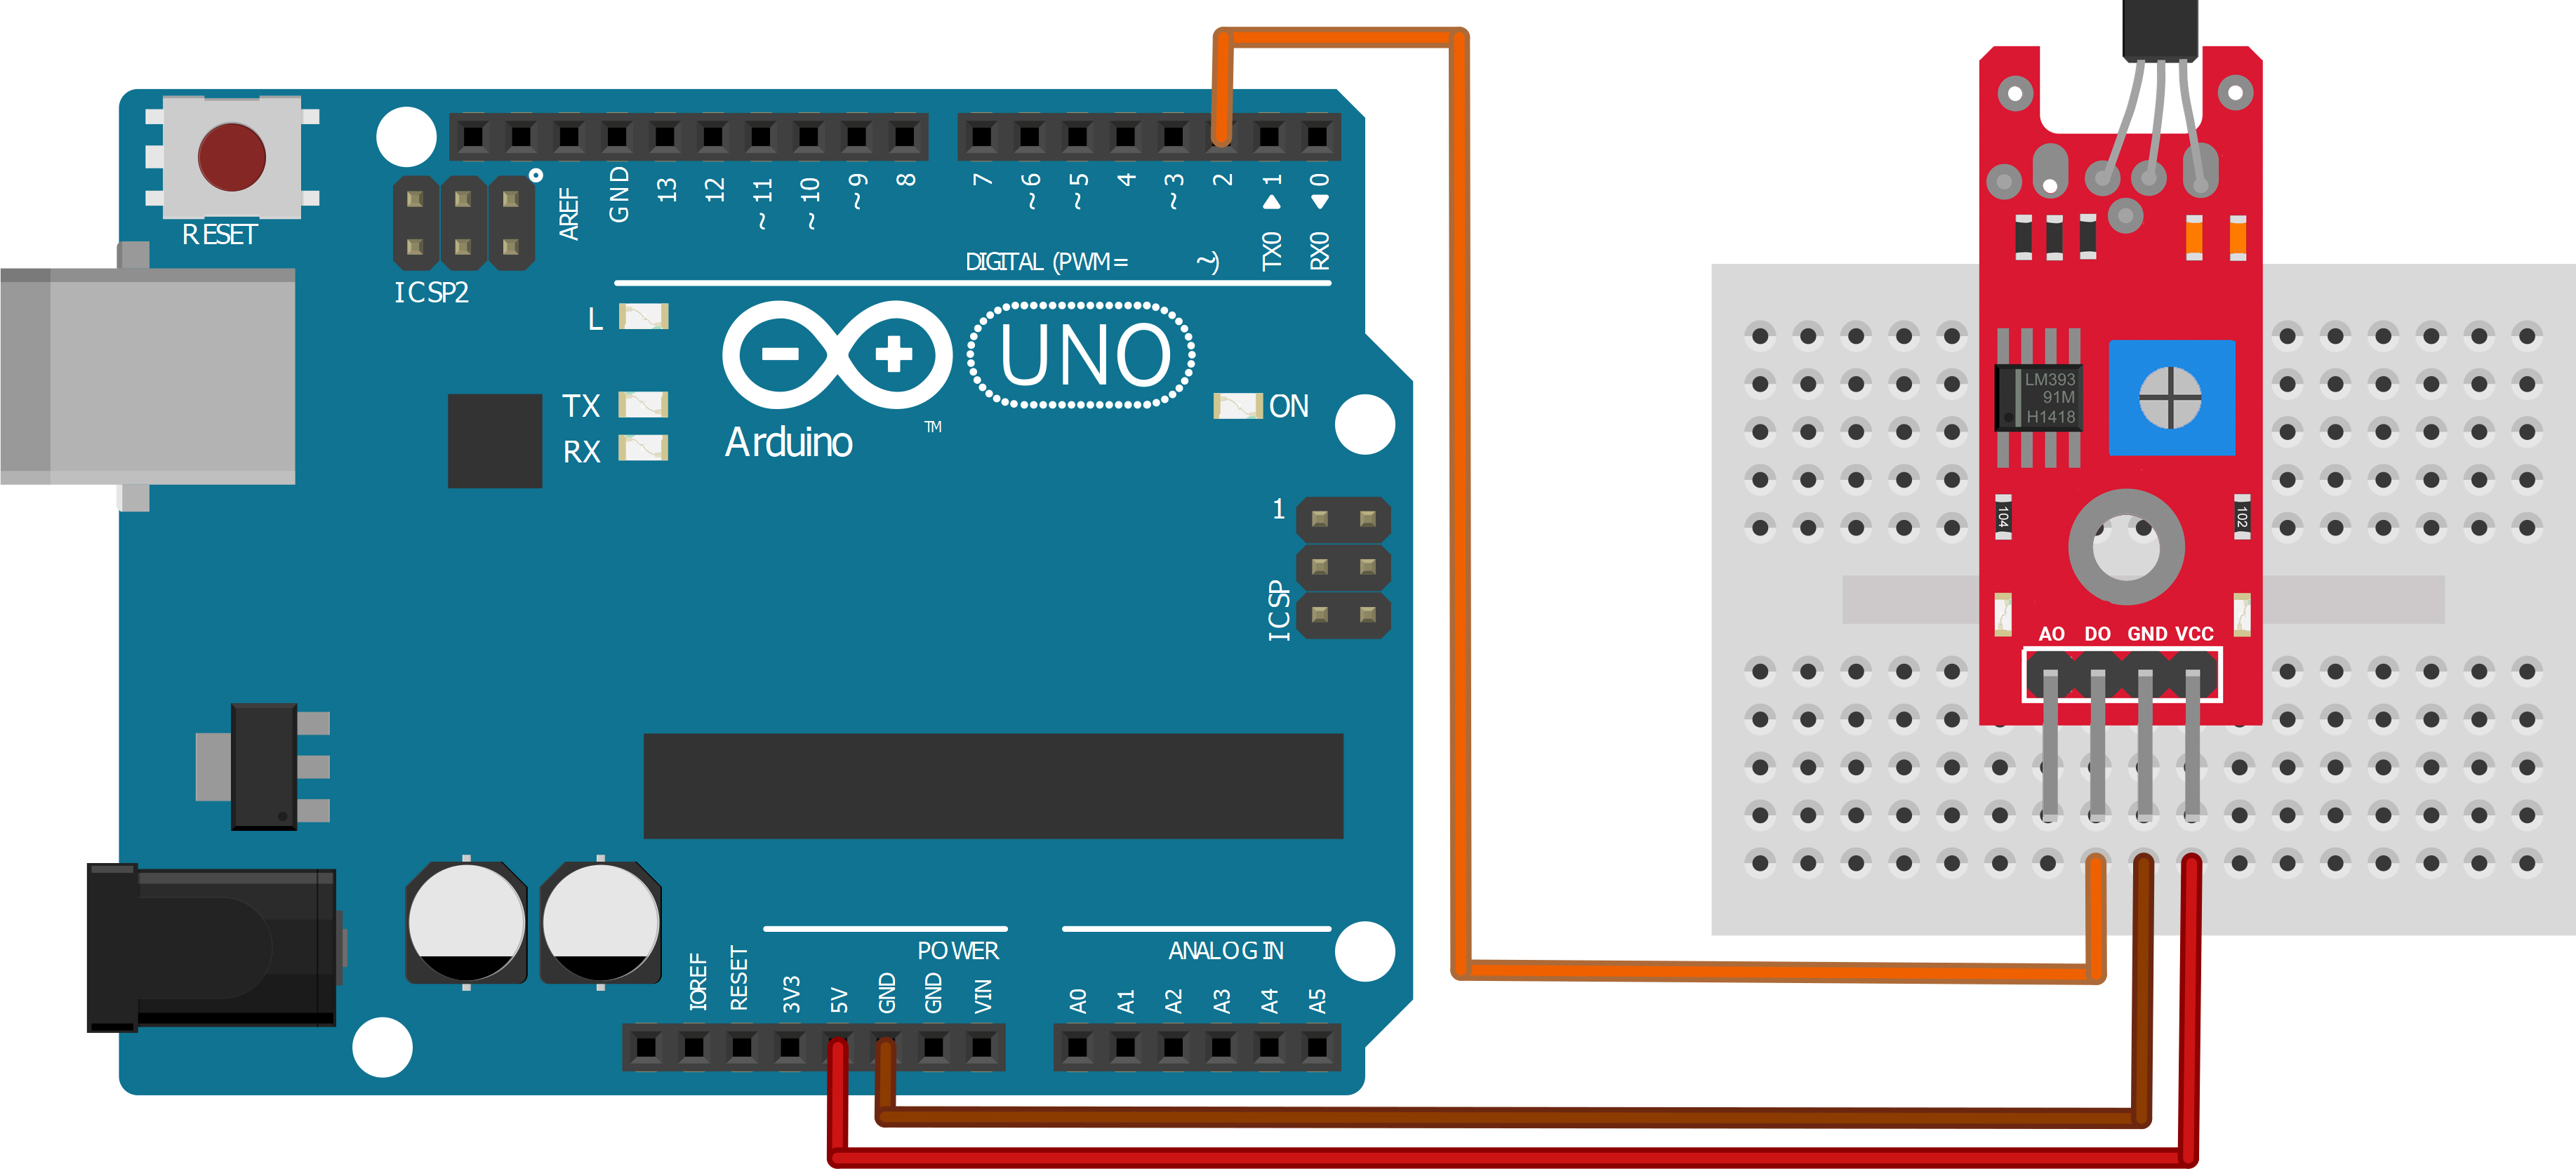 RESET
ICSP2
AREF
GND
13
12
~11
~10
~9
8
7
~6
~5
4
~3
2
TX0 ▶ 1
RX0 ◀ 0
DIGITAL (PWM= ~)
L
TX
RX
Arduino
TM
UNO
ON
1
ICSP
POWER
ANALOG IN
IOREF
RESET
3V3
5V
GND
GND
VIN
A0
A1
A2
A3
A4
A5
LM393
91M
H1418
104
102
AO DO GND VCC